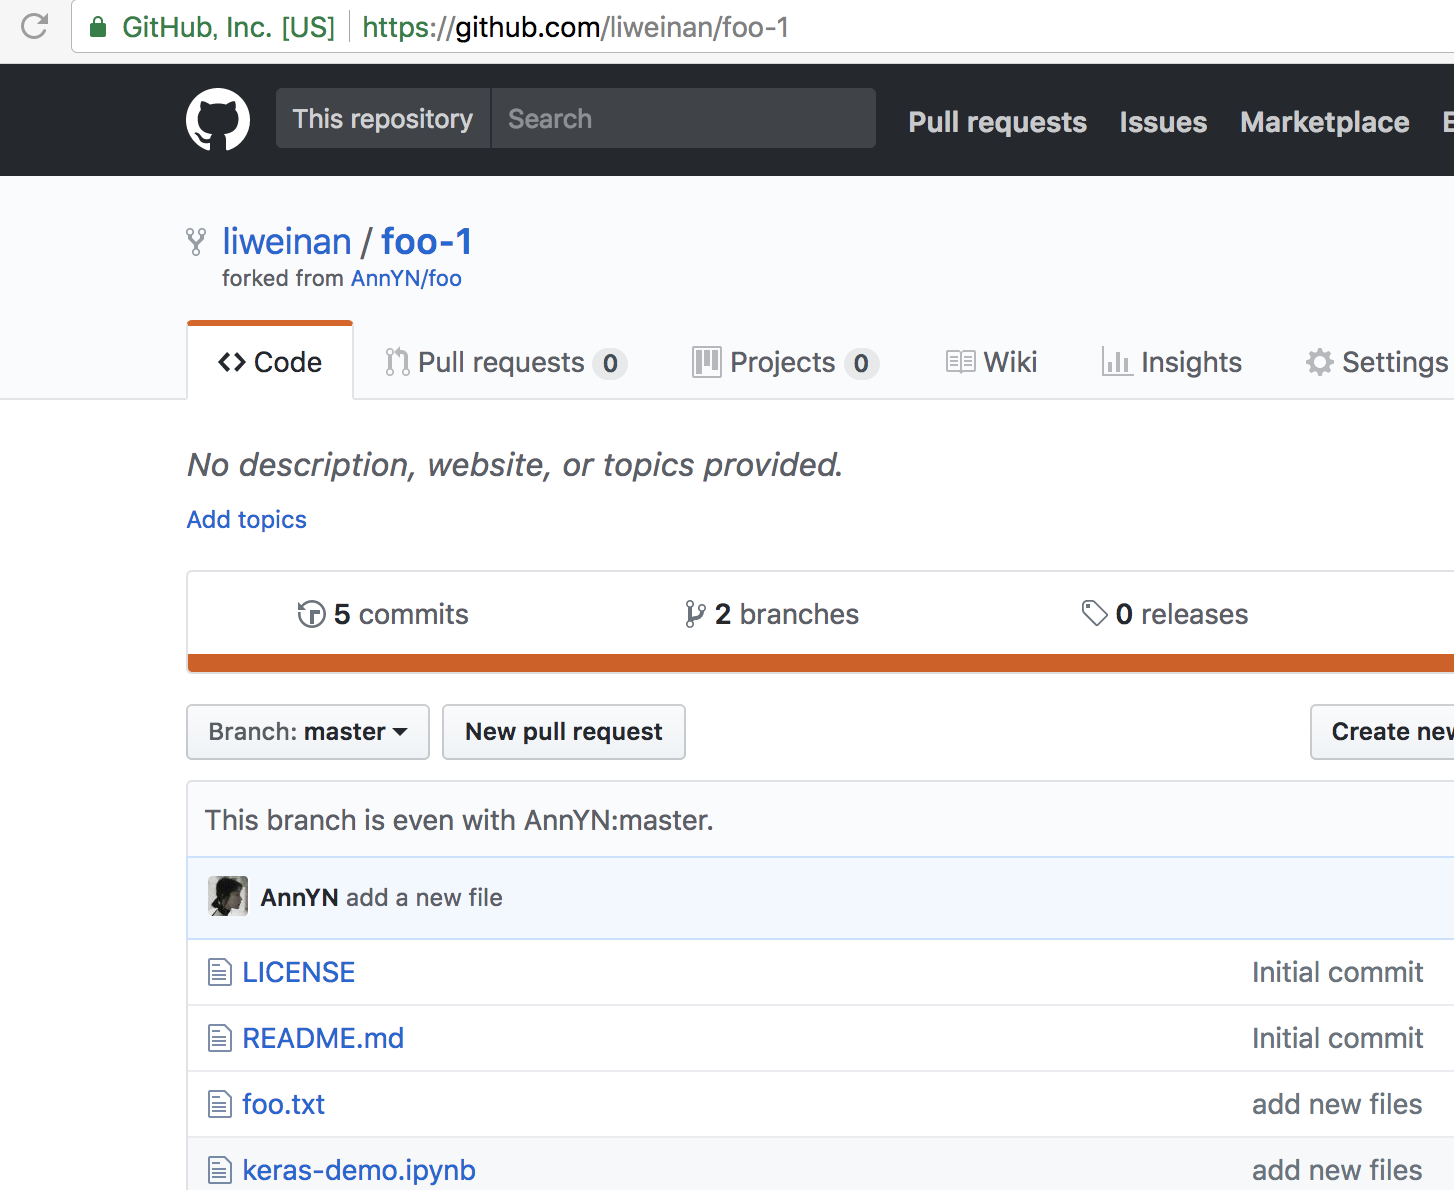 GitHub, Inc. [US] https://github.com/liweinan/foo-1
This repository Search Pull requests Issues Marketplace
liweinan / foo-1
forked from AnnYN/foo
Code Pull requests 0 Projects 0 Wiki Insights Settings
No description, website, or topics provided.
Add topics
5 commits 2 branches 0 releases
Branch: master New pull request Create new
This branch is even with AnnYN:master.
AnnYN add a new file
LICENSE Initial commit
README.md Initial commit
foo.txt add new files
keras-demo.ipynb add new files